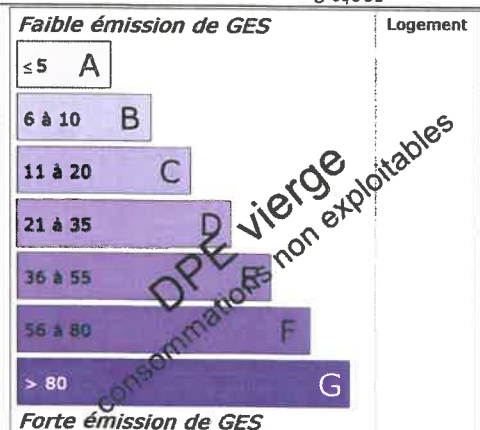 Faible émission de GES
Logement
≤ 5 A
6 à 10 B
11 à 20 C
21 à 35 D
36 à 55 E
56 à 80 F
> 80 G
Forte émission de GES
DPE vierge
consommations non exploitables